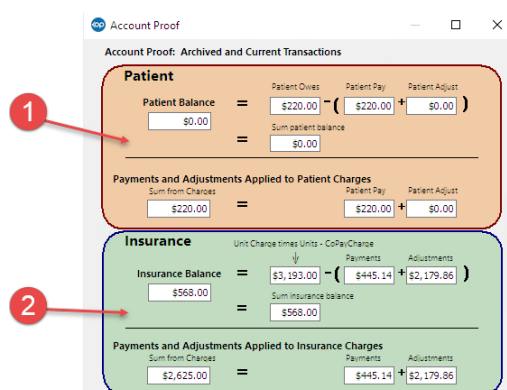 Account Proof
Account Proof: Archived and Current Transactions
Patient
Patient Owes Patient Pay Patient Adjust
Patient Balance = $220.00 - ( $220.00 + $0.00 )
$0.00
Sum patient balance
= $0.00
Payments and Adjustments Applied to Patient Charges
Sum from Charges Patient Pay Patient Adjust
$220.00 = $220.00 + $0.00
1
Insurance
Unit Charge times Units - CoPayCharge
Payments Adjustments
Insurance Balance = $3,193.00 - ( $445.14 + $2,179.86 )
$568.00
Sum insurance balance
= $568.00
Payments and Adjustments Applied to Insurance Charges
Sum from Charges Payments Adjustments
$2,625.00 = $445.14 + $2,179.86
2